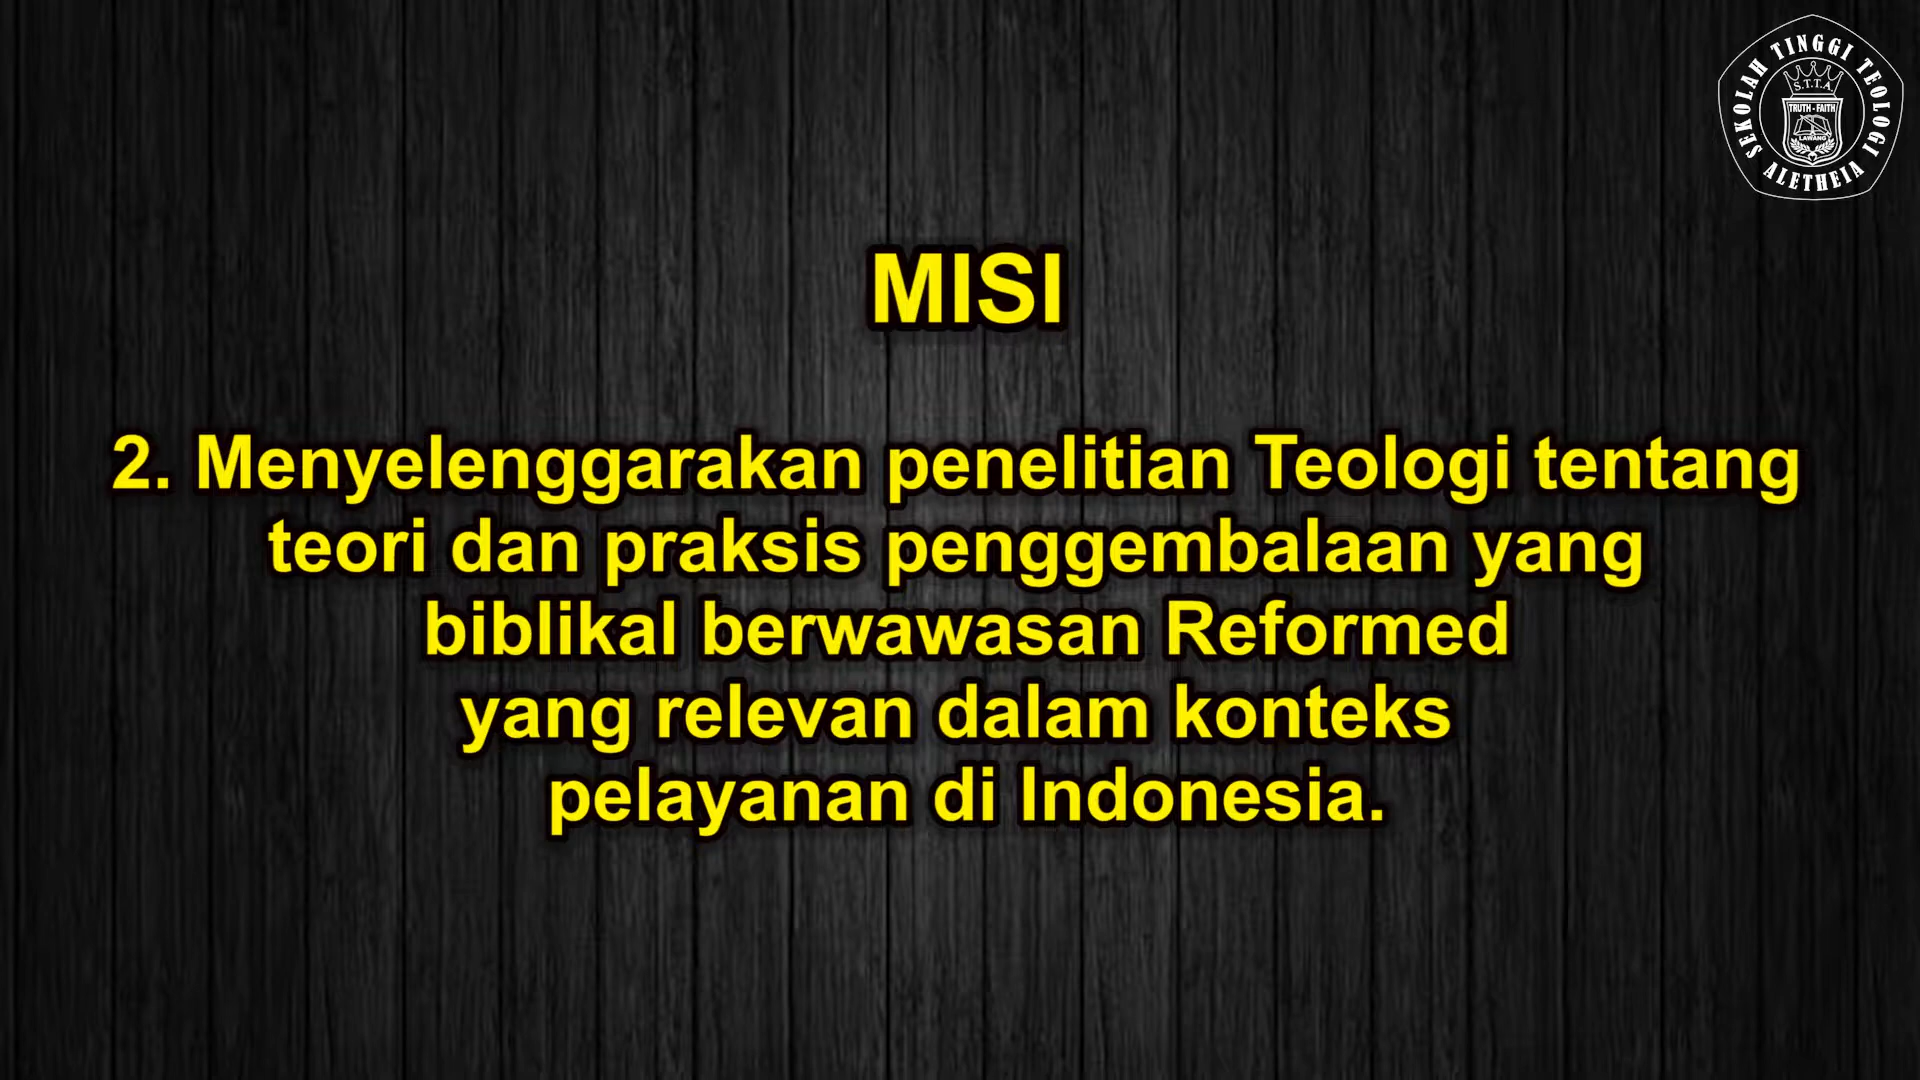 SEKOLAH TINGGI TEOLOGI ALETHEIA
S.T.T.A.
TRUTH - FAITH
LAWANG
MISI
2. Menyelenggarakan penelitian Teologi tentang
teori dan praksis penggembalaan yang
biblikal berwawasan Reformed
yang relevan dalam konteks
pelayanan di Indonesia.